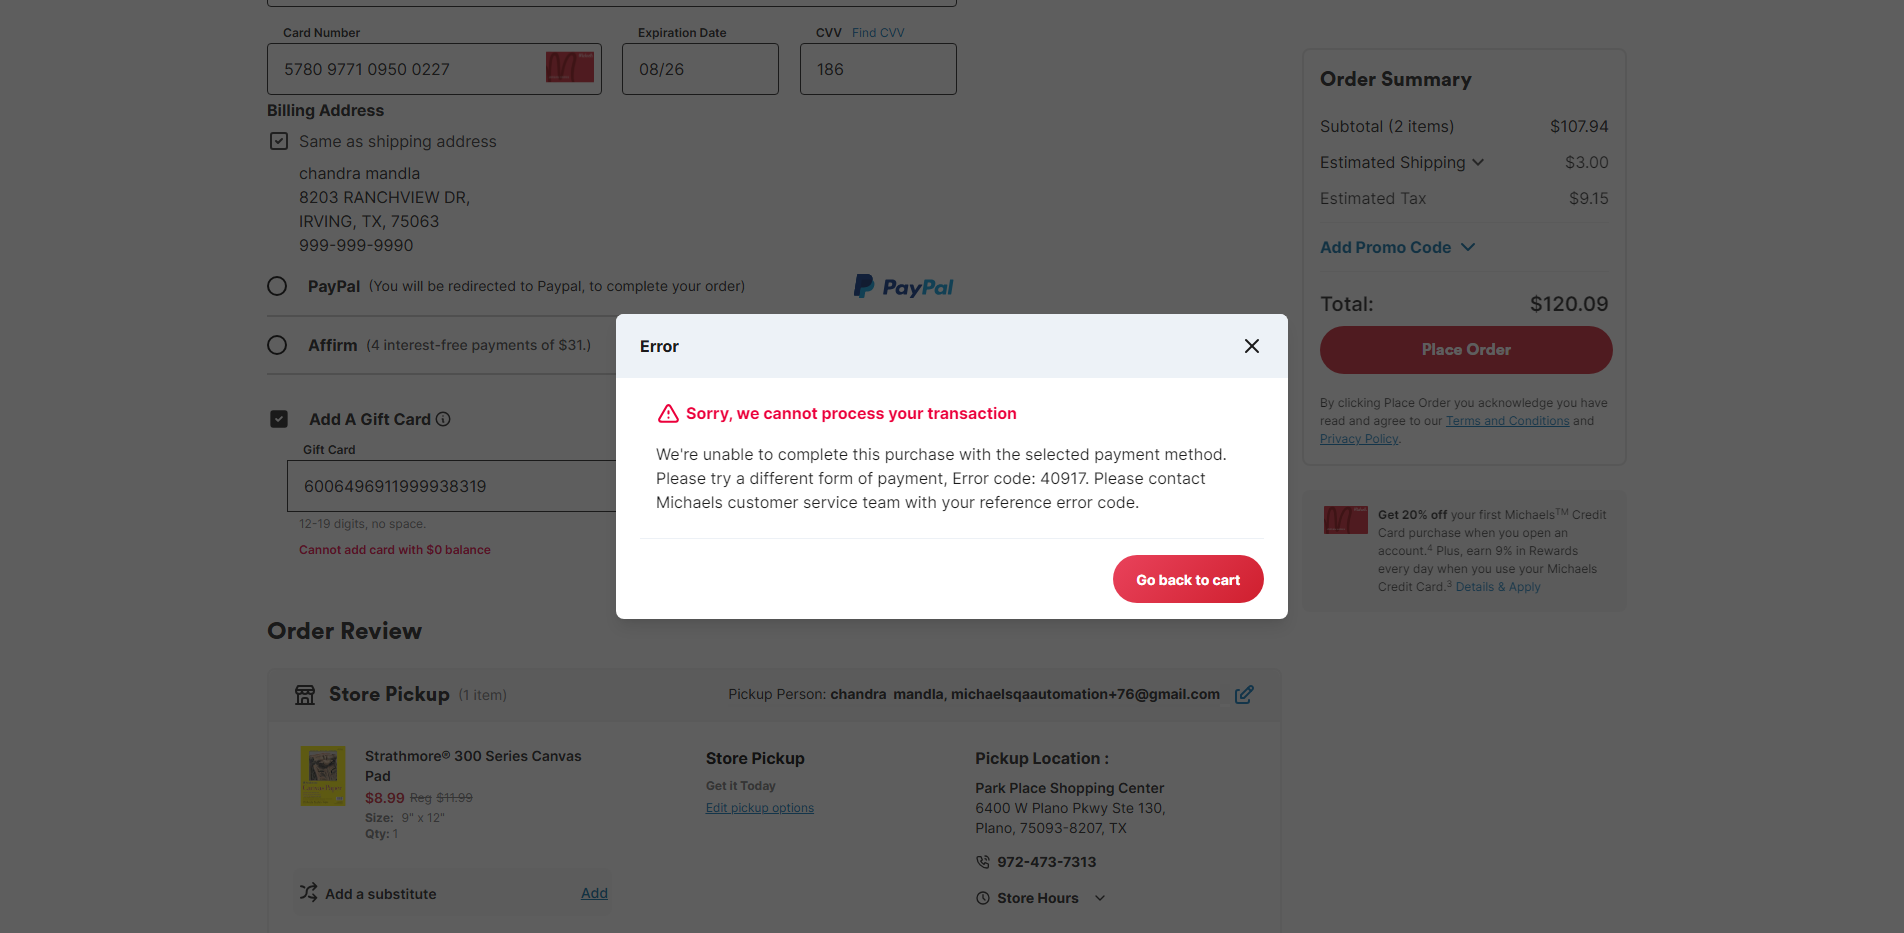 Card Number
Expiration Date
CVV Find CVV
5780 9771 0950 0227
08/26
186
Billing Address
Same as shipping address
chandra mandla
8203 RANCHVIEW DR,
IRVING, TX, 75063
999-999-9990
PayPal (You will be redirected to Paypal, to complete your order)
PayPal
Affirm (4 interest-free payments of $31.)
Add A Gift Card
Gift Card
6006496911999938319
12-19 digits, no space.
Cannot add card with $0 balance
Error
Sorry, we cannot process your transaction
We're unable to complete this purchase with the selected payment method.
Please try a different form of payment, Error code: 40917. Please contact
Michaels customer service team with your reference error code.
Go back to cart
Order Summary
Subtotal (2 items) $107.94
Estimated Shipping $3.00
Estimated Tax $9.15
Add Promo Code
Total: $120.09
Place Order
By clicking Place Order you acknowledge you have
read and agree to our Terms and Conditions and
Privacy Policy.
Get 20% off your first Michaels™ Credit
Card purchase when you open an
account.⁴ Plus, earn 9% in Rewards
every day when you use your Michaels
Credit Card.³ Details & Apply
Order Review
Store Pickup (1 item)
Pickup Person: chandra mandla, michaelsqaautomation+76@gmail.com
Strathmore® 300 Series Canvas
Pad
$8.99 Reg $11.99
Size: 9" x 12"
Qty: 1
Add a substitute Add
Store Pickup
Get it Today
Edit pickup options
Pickup Location :
Park Place Shopping Center
6400 W Plano Pkwy Ste 130,
Plano, 75093-8207, TX
972-473-7313
Store Hours